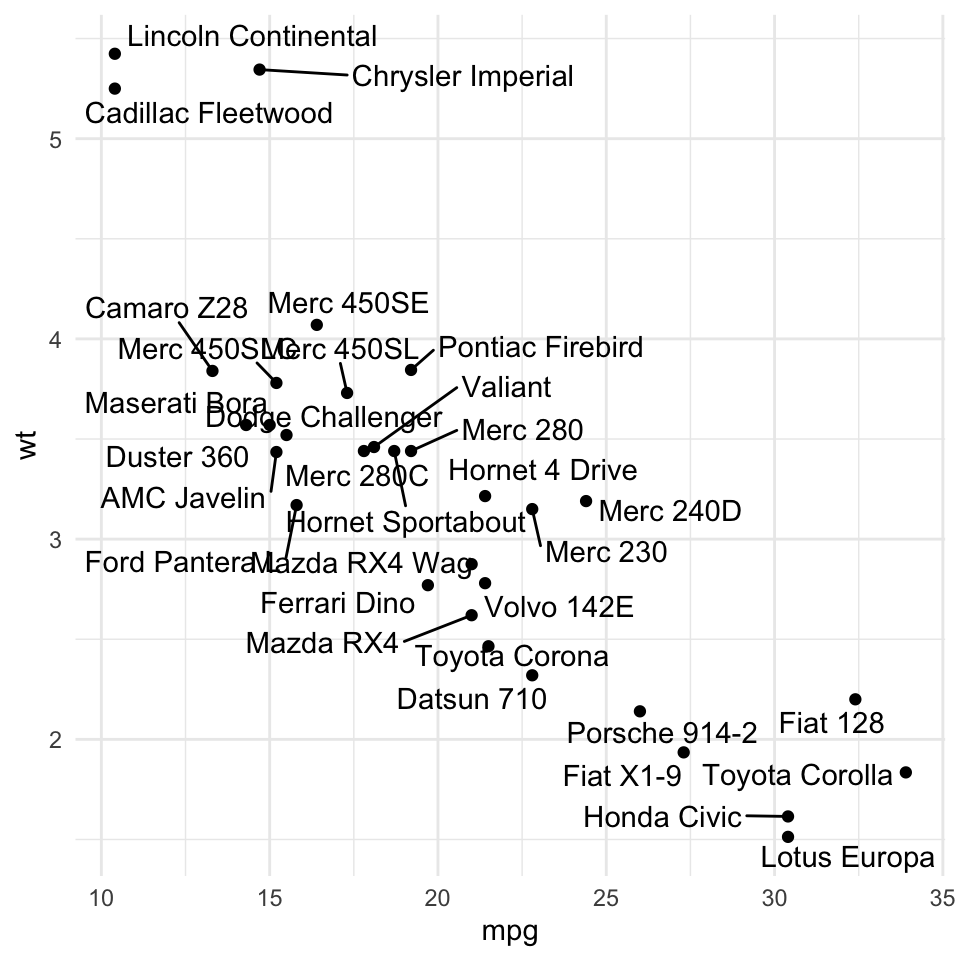 Lincoln Continental
Chrysler Imperial
Cadillac Fleetwood
5
Camaro Z28
Merc 450SE
4
Merc 450SLC
Merc 450SL
Pontiac Firebird
Valiant
Maserati Bora
Dodge Challenger
wt
Merc 280
Duster 360
Hornet 4 Drive
Merc 280C
AMC Javelin
Merc 240D
Hornet Sportabout
3
Merc 230
Ford Pantera L
Mazda RX4 Wag
Ferrari Dino
Volvo 142E
Mazda RX4
Toyota Corona
Datsun 710
Fiat 128
Porsche 914-2
2
Fiat X1-9
Toyota Corolla
Honda Civic
Lotus Europa
10 15 20 25 30 35
mpg